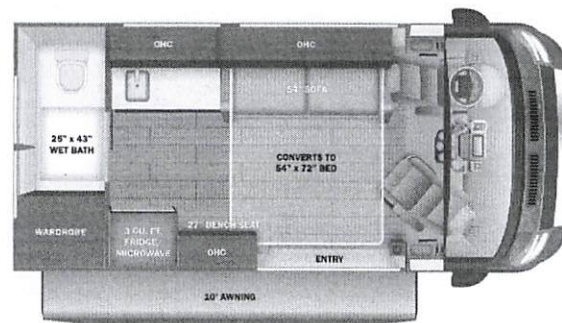 OHC
OHC
54" SOFA
25" x 43"
WET BATH
CONVERTS TO
54" x 72" BED
WARDROBE
3 CU. FT.
FRIDGE/
MICROWAVE
27" BENCH SEAT
OHC
ENTRY
10' AWNING